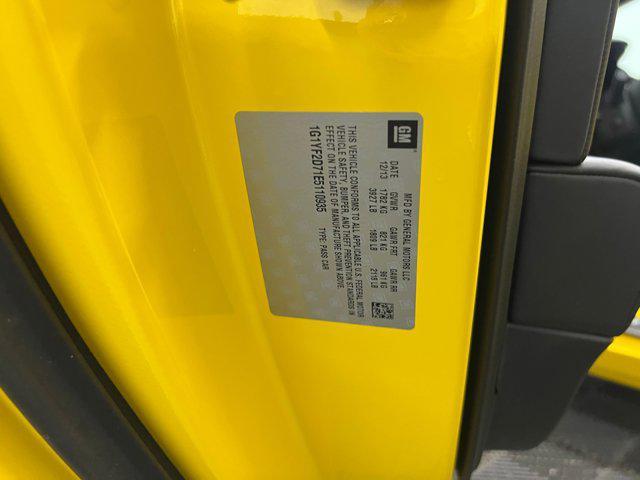 GM
MFD BY GENERAL MOTORS LLC
DATE GVWR GAWR FRT GAWR RR
12/13 1782 KG 821 KG 961 KG
3927 LB 1809 LB 2118 LB
THIS VEHICLE CONFORMS TO ALL APPLICABLE U.S. FEDERAL MOTOR
VEHICLE SAFETY, BUMPER, AND THEFT PREVENTION STANDARDS IN
EFFECT ON THE DATE OF MANUFACTURE SHOWN ABOVE.
1G1YF2D71E5110935 TYPE: PASS CAR